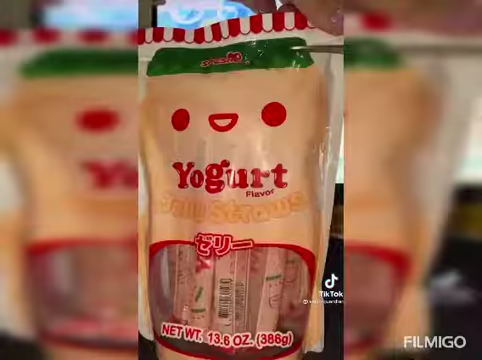 Yogurt
Flavor
Jelly Straws
ゼリー
NET WT. 13.6 OZ. (386g)
TikTok
FILMIGO